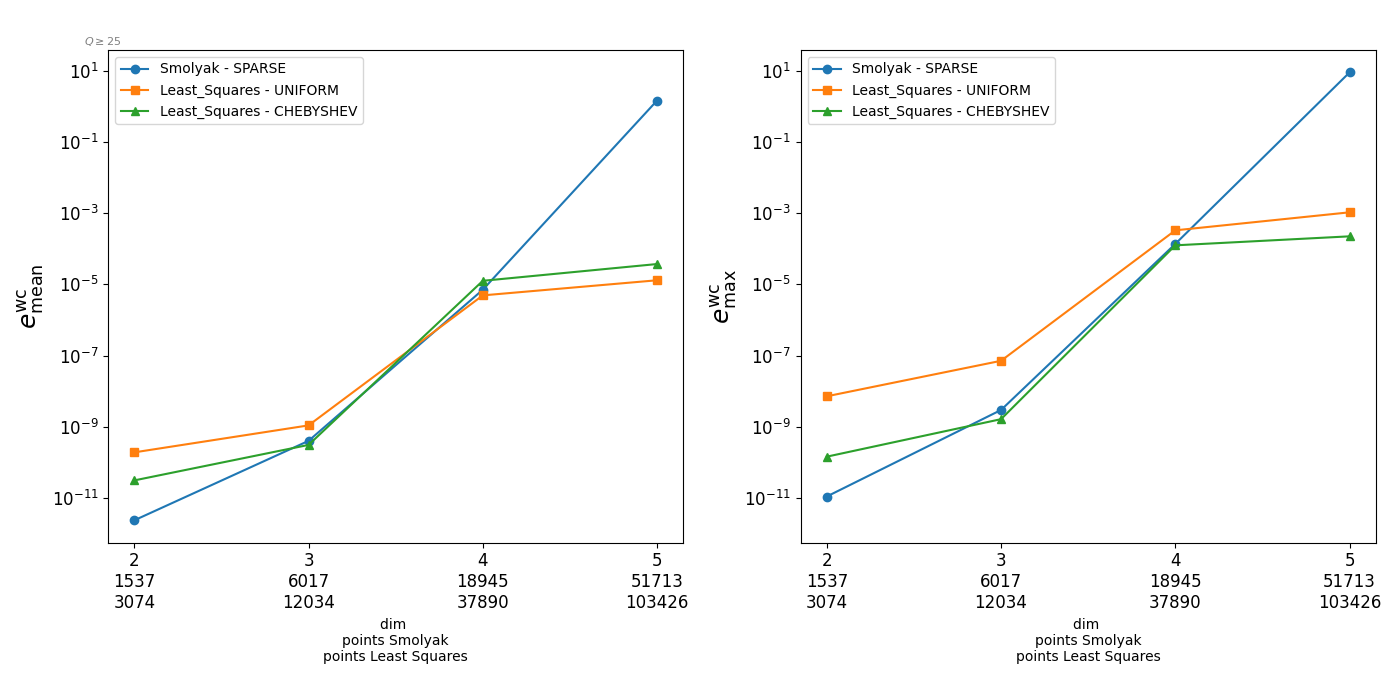 Q ≥ 25
Smolyak - SPARSE
Least_Squares - UNIFORM
Least_Squares - CHEBYSHEV
10^1
10^-1
10^-3
10^-5
10^-7
10^-9
10^-11
e^wc_mean
2 3 4 5
1537 6017 18945 51713
3074 12034 37890 103426
dim
points Smolyak
points Least Squares
Smolyak - SPARSE
Least_Squares - UNIFORM
Least_Squares - CHEBYSHEV
10^1
10^-1
10^-3
10^-5
10^-7
10^-9
10^-11
e^wc_max
2 3 4 5
1537 6017 18945 51713
3074 12034 37890 103426
dim
points Smolyak
points Least Squares